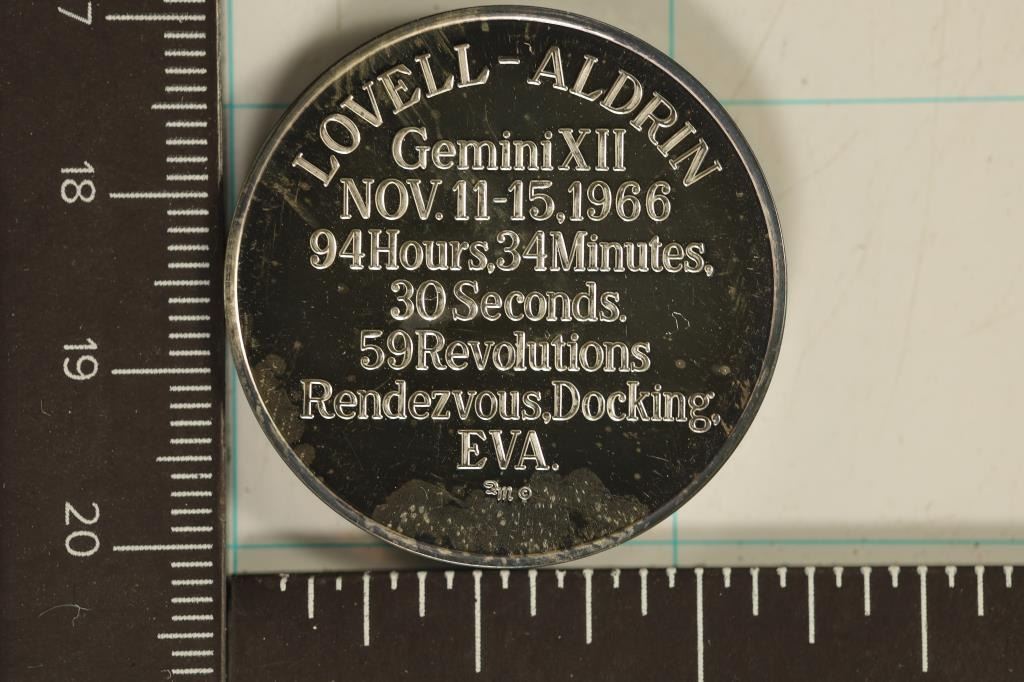 LOVELL-ALDRIN
Gemini XII
NOV. 11-15, 1966
94 Hours, 34 Minutes,
30 Seconds.
59 Revolutions
Rendezvous, Docking,
EVA.
17
18
19
20